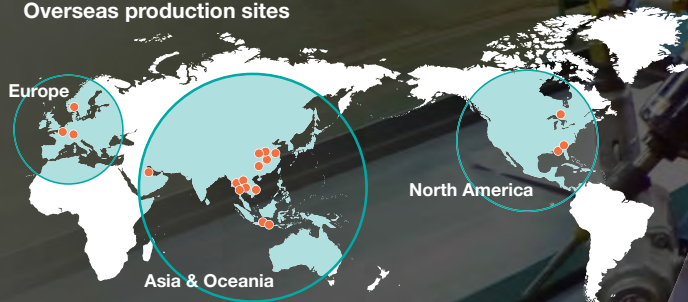 Overseas production sites
Europe
North America
Asia & Oceania